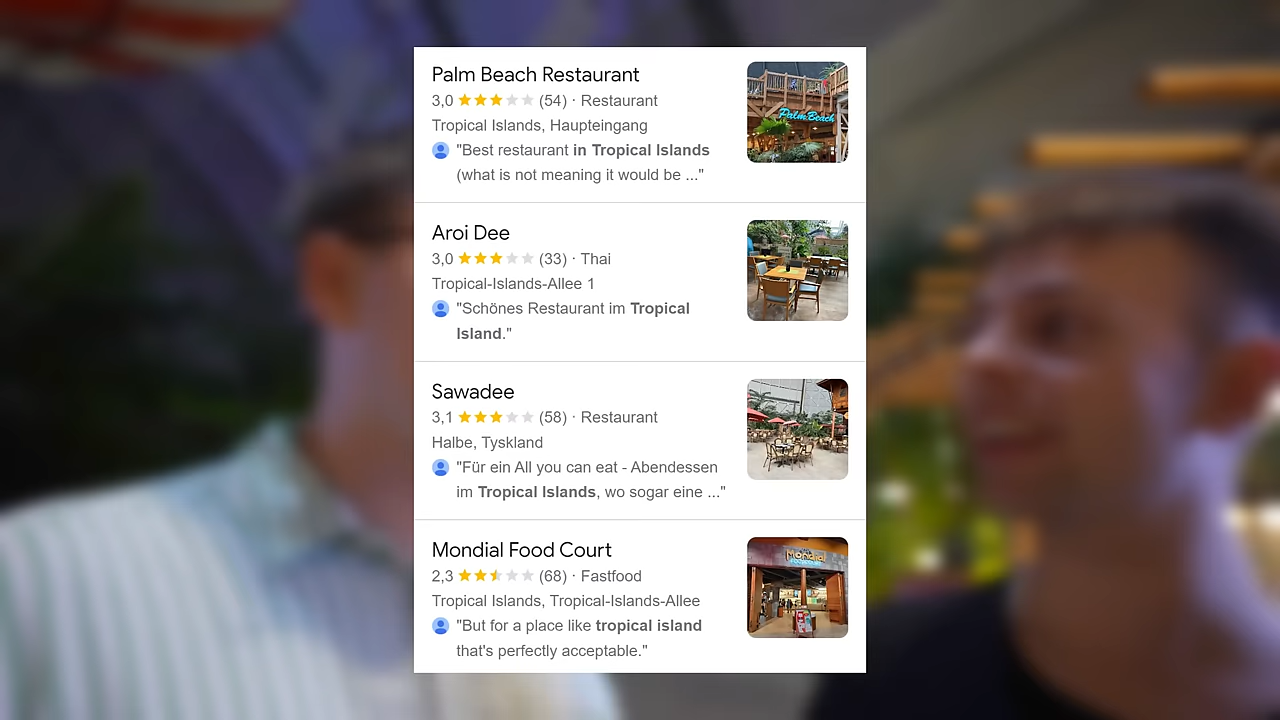 Palm Beach Restaurant
3,0 (54) · Restaurant
Tropical Islands, Haupteingang
"Best restaurant in Tropical Islands
(what is not meaning it would be ..."
Palm Beach
Aroi Dee
3,0 (33) · Thai
Tropical-Islands-Allee 1
"Schönes Restaurant im Tropical
Island."
Sawadee
3,1 (58) · Restaurant
Halbe, Tyskland
"Für ein All you can eat - Abendessen
im Tropical Islands, wo sogar eine ..."
Mondial Food Court
2,3 (68) · Fastfood
Tropical Islands, Tropical-Islands-Allee
"But for a place like tropical island
that's perfectly acceptable."
Mondial